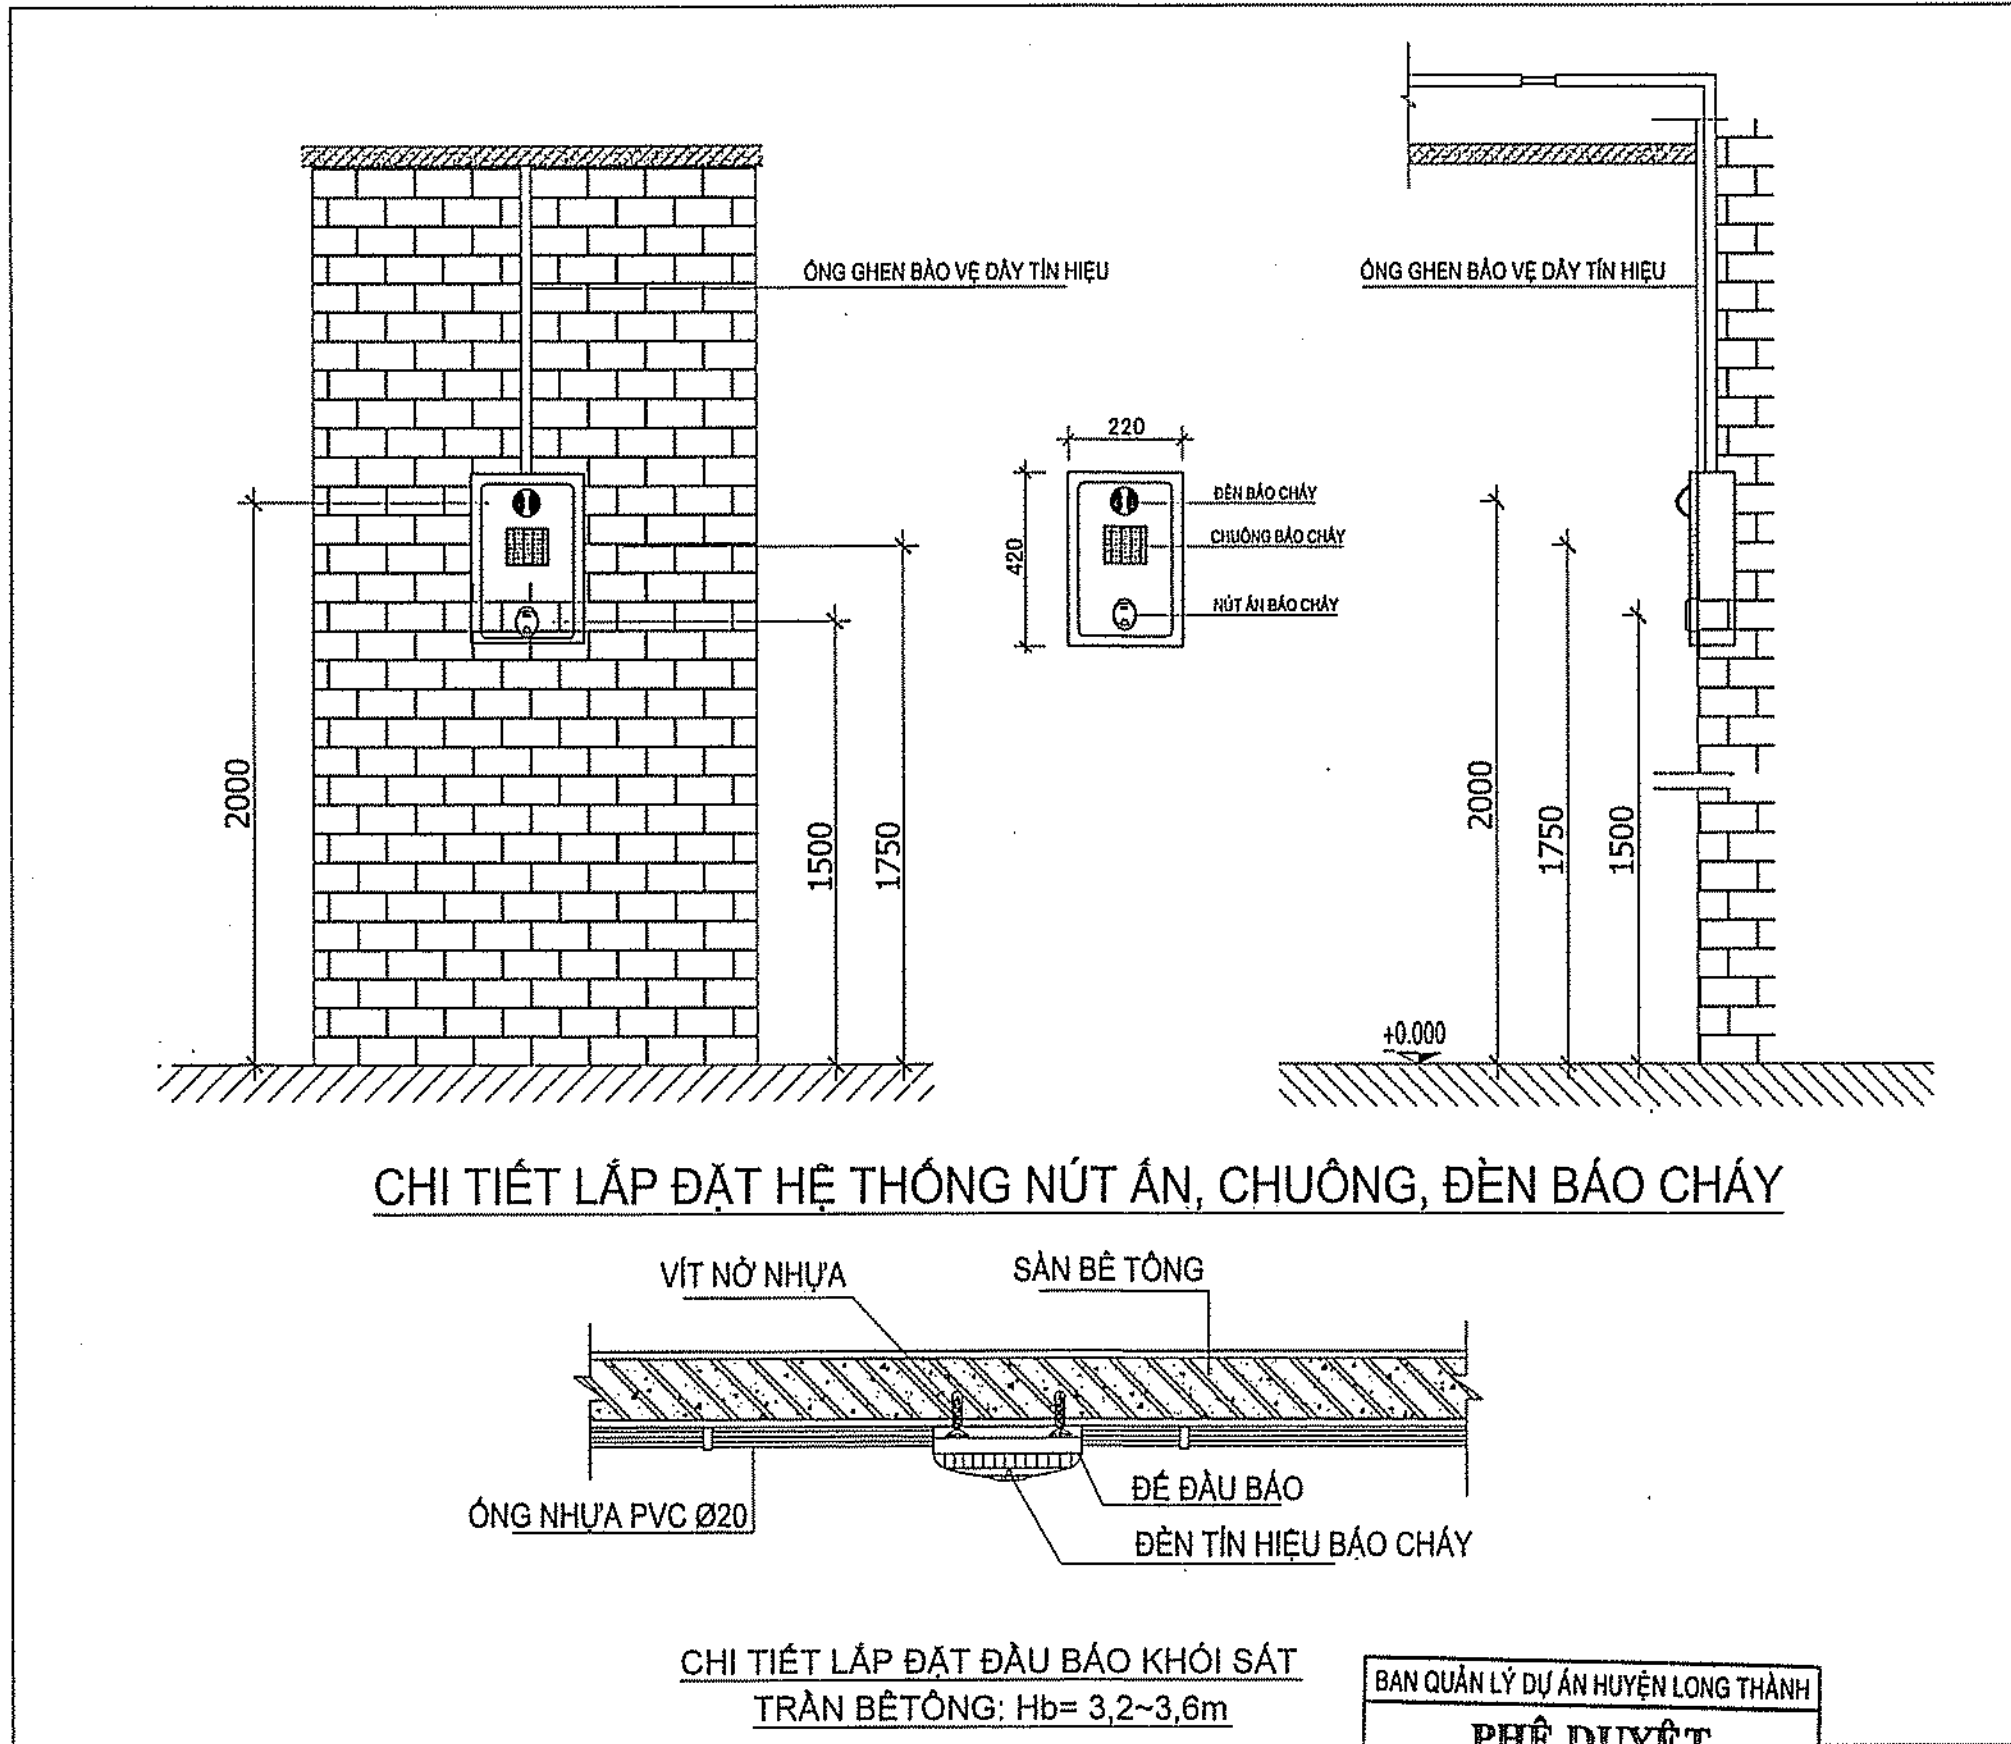 ỐNG GHEN BẢO VỆ DÂY TÍN HIỆU
ỐNG GHEN BẢO VỆ DÂY TÍN HIỆU
220
420
ĐÈN BÁO CHÁY
CHUÔNG BÁO CHÁY
NÚT ẤN BÁO CHÁY
2000
1500
1750
2000
1750
1500
+0.000
CHI TIẾT LẮP ĐẶT HỆ THỐNG NÚT ẤN, CHUÔNG, ĐÈN BÁO CHÁY
VÍT NỞ NHỰA
SÀN BÊ TÔNG
ĐẾ ĐẦU BÁO
ỐNG NHỰA PVC Ø20
ĐÈN TÍN HIỆU BÁO CHÁY
CHI TIẾT LẮP ĐẶT ĐẦU BÁO KHÓI SÁT
TRẦN BÊTÔNG: Hb= 3,2~3,6m
BAN QUẢN LÝ DỰ ÁN HUYỆN LONG THÀNH
PHÊ DUYỆT